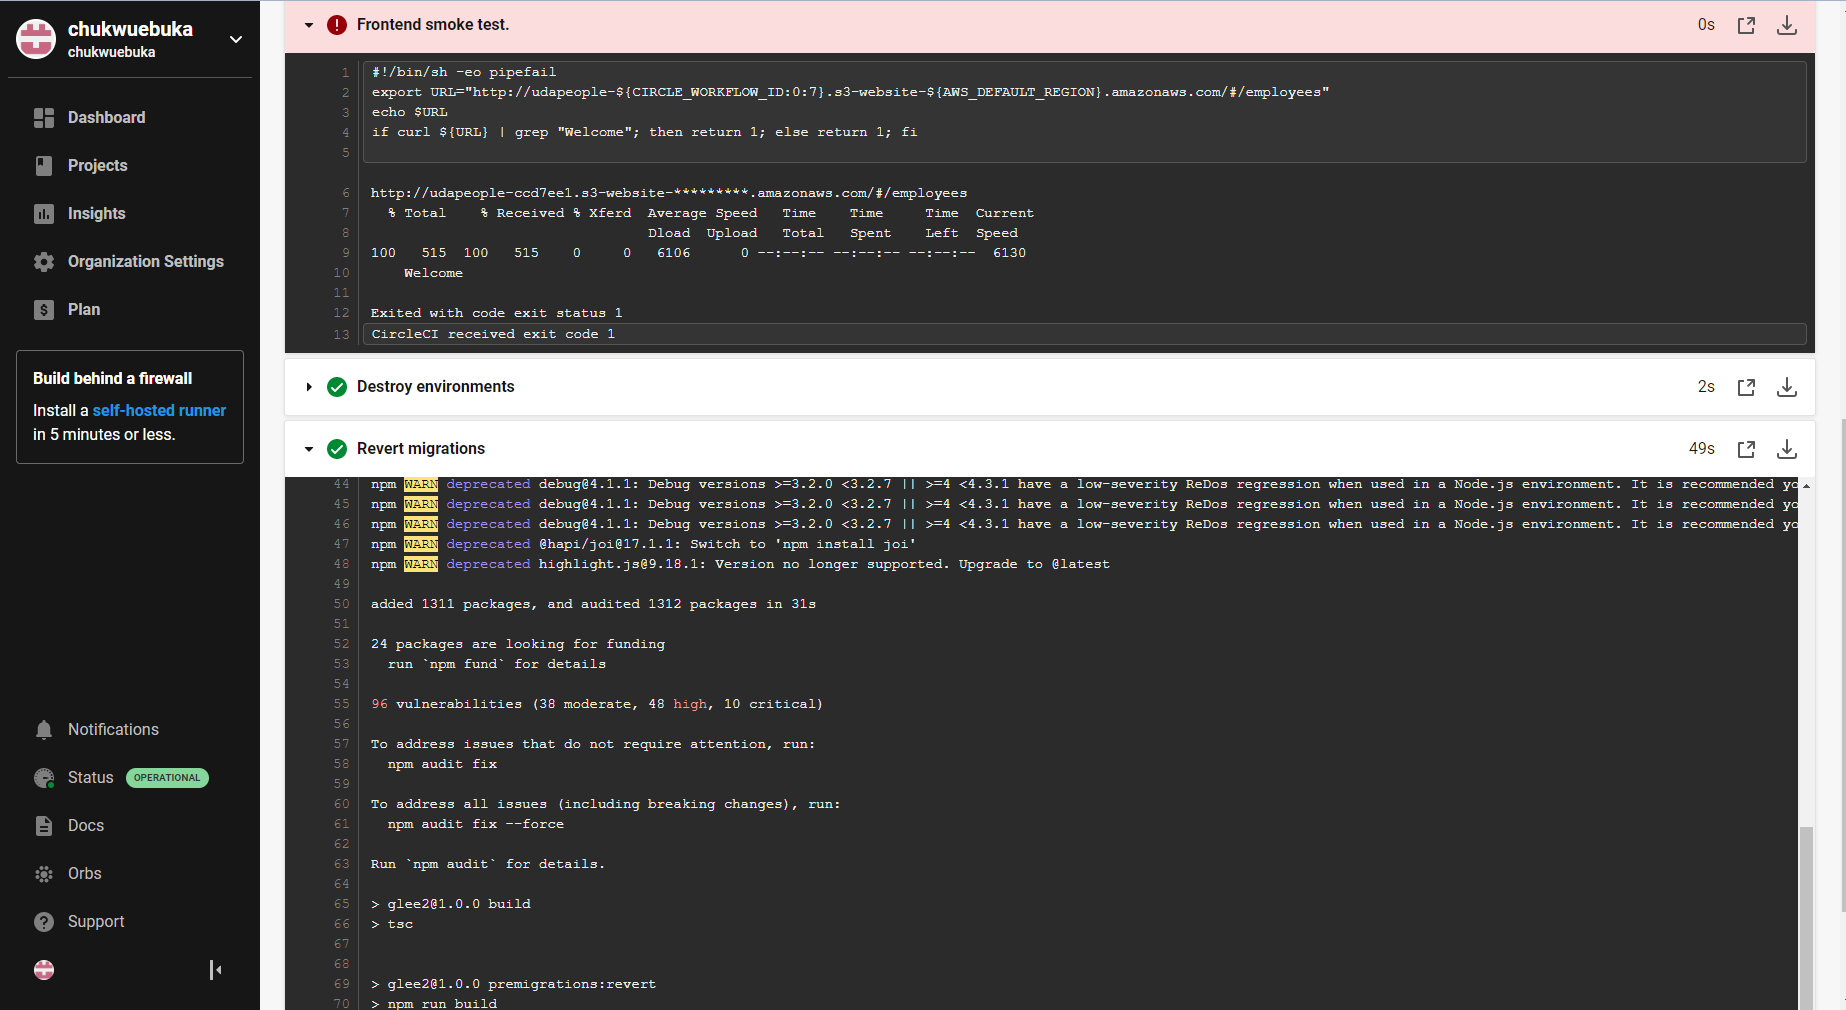 chukwuebuka
chukwuebuka
Dashboard
Projects
Insights
Organization Settings
$ Plan
Build behind a firewall
Install a self-hosted runner
in 5 minutes or less.
Notifications
Status OPERATIONAL
Docs
Orbs
? Support
! Frontend smoke test. 0s
1 #!/bin/sh -eo pipefail
2 export URL="http://udapeople-${CIRCLE_WORKFLOW_ID:0:7}.s3-website-${AWS_DEFAULT_REGION}.amazonaws.com/#/employees"
3 echo $URL
4 if curl ${URL} | grep "Welcome"; then return 1; else return 1; fi
5
6 http://udapeople-ccd7ee1.s3-website-*********.amazonaws.com/#/employees
7 % Total % Received % Xferd Average Speed Time Time Time Current
8 Dload Upload Total Spent Left Speed
9 100 515 100 515 0 0 6106 0 --:--:-- --:--:-- --:--:-- 6130
10 Welcome
11
12 Exited with code exit status 1
13 CircleCI received exit code 1
Destroy environments 2s
Revert migrations 49s
44 npm WARN deprecated debug@4.1.1: Debug versions >=3.2.0 <3.2.7 || >=4 <4.3.1 have a low-severity ReDos regression when used in a Node.js environment. It is recommended yo
45 npm WARN deprecated debug@4.1.1: Debug versions >=3.2.0 <3.2.7 || >=4 <4.3.1 have a low-severity ReDos regression when used in a Node.js environment. It is recommended yo
46 npm WARN deprecated debug@4.1.1: Debug versions >=3.2.0 <3.2.7 || >=4 <4.3.1 have a low-severity ReDos regression when used in a Node.js environment. It is recommended yo
47 npm WARN deprecated @hapi/joi@17.1.1: Switch to 'npm install joi'
48 npm WARN deprecated highlight.js@9.18.1: Version no longer supported. Upgrade to @latest
49
50 added 1311 packages, and audited 1312 packages in 31s
51
52 24 packages are looking for funding
53 run `npm fund` for details
54
55 96 vulnerabilities (38 moderate, 48 high, 10 critical)
56
57 To address issues that do not require attention, run:
58 npm audit fix
59
60 To address all issues (including breaking changes), run:
61 npm audit fix --force
62
63 Run `npm audit` for details.
64
65 > glee2@1.0.0 build
66 > tsc
67
68
69 > glee2@1.0.0 premigrations:revert
70 > npm run build